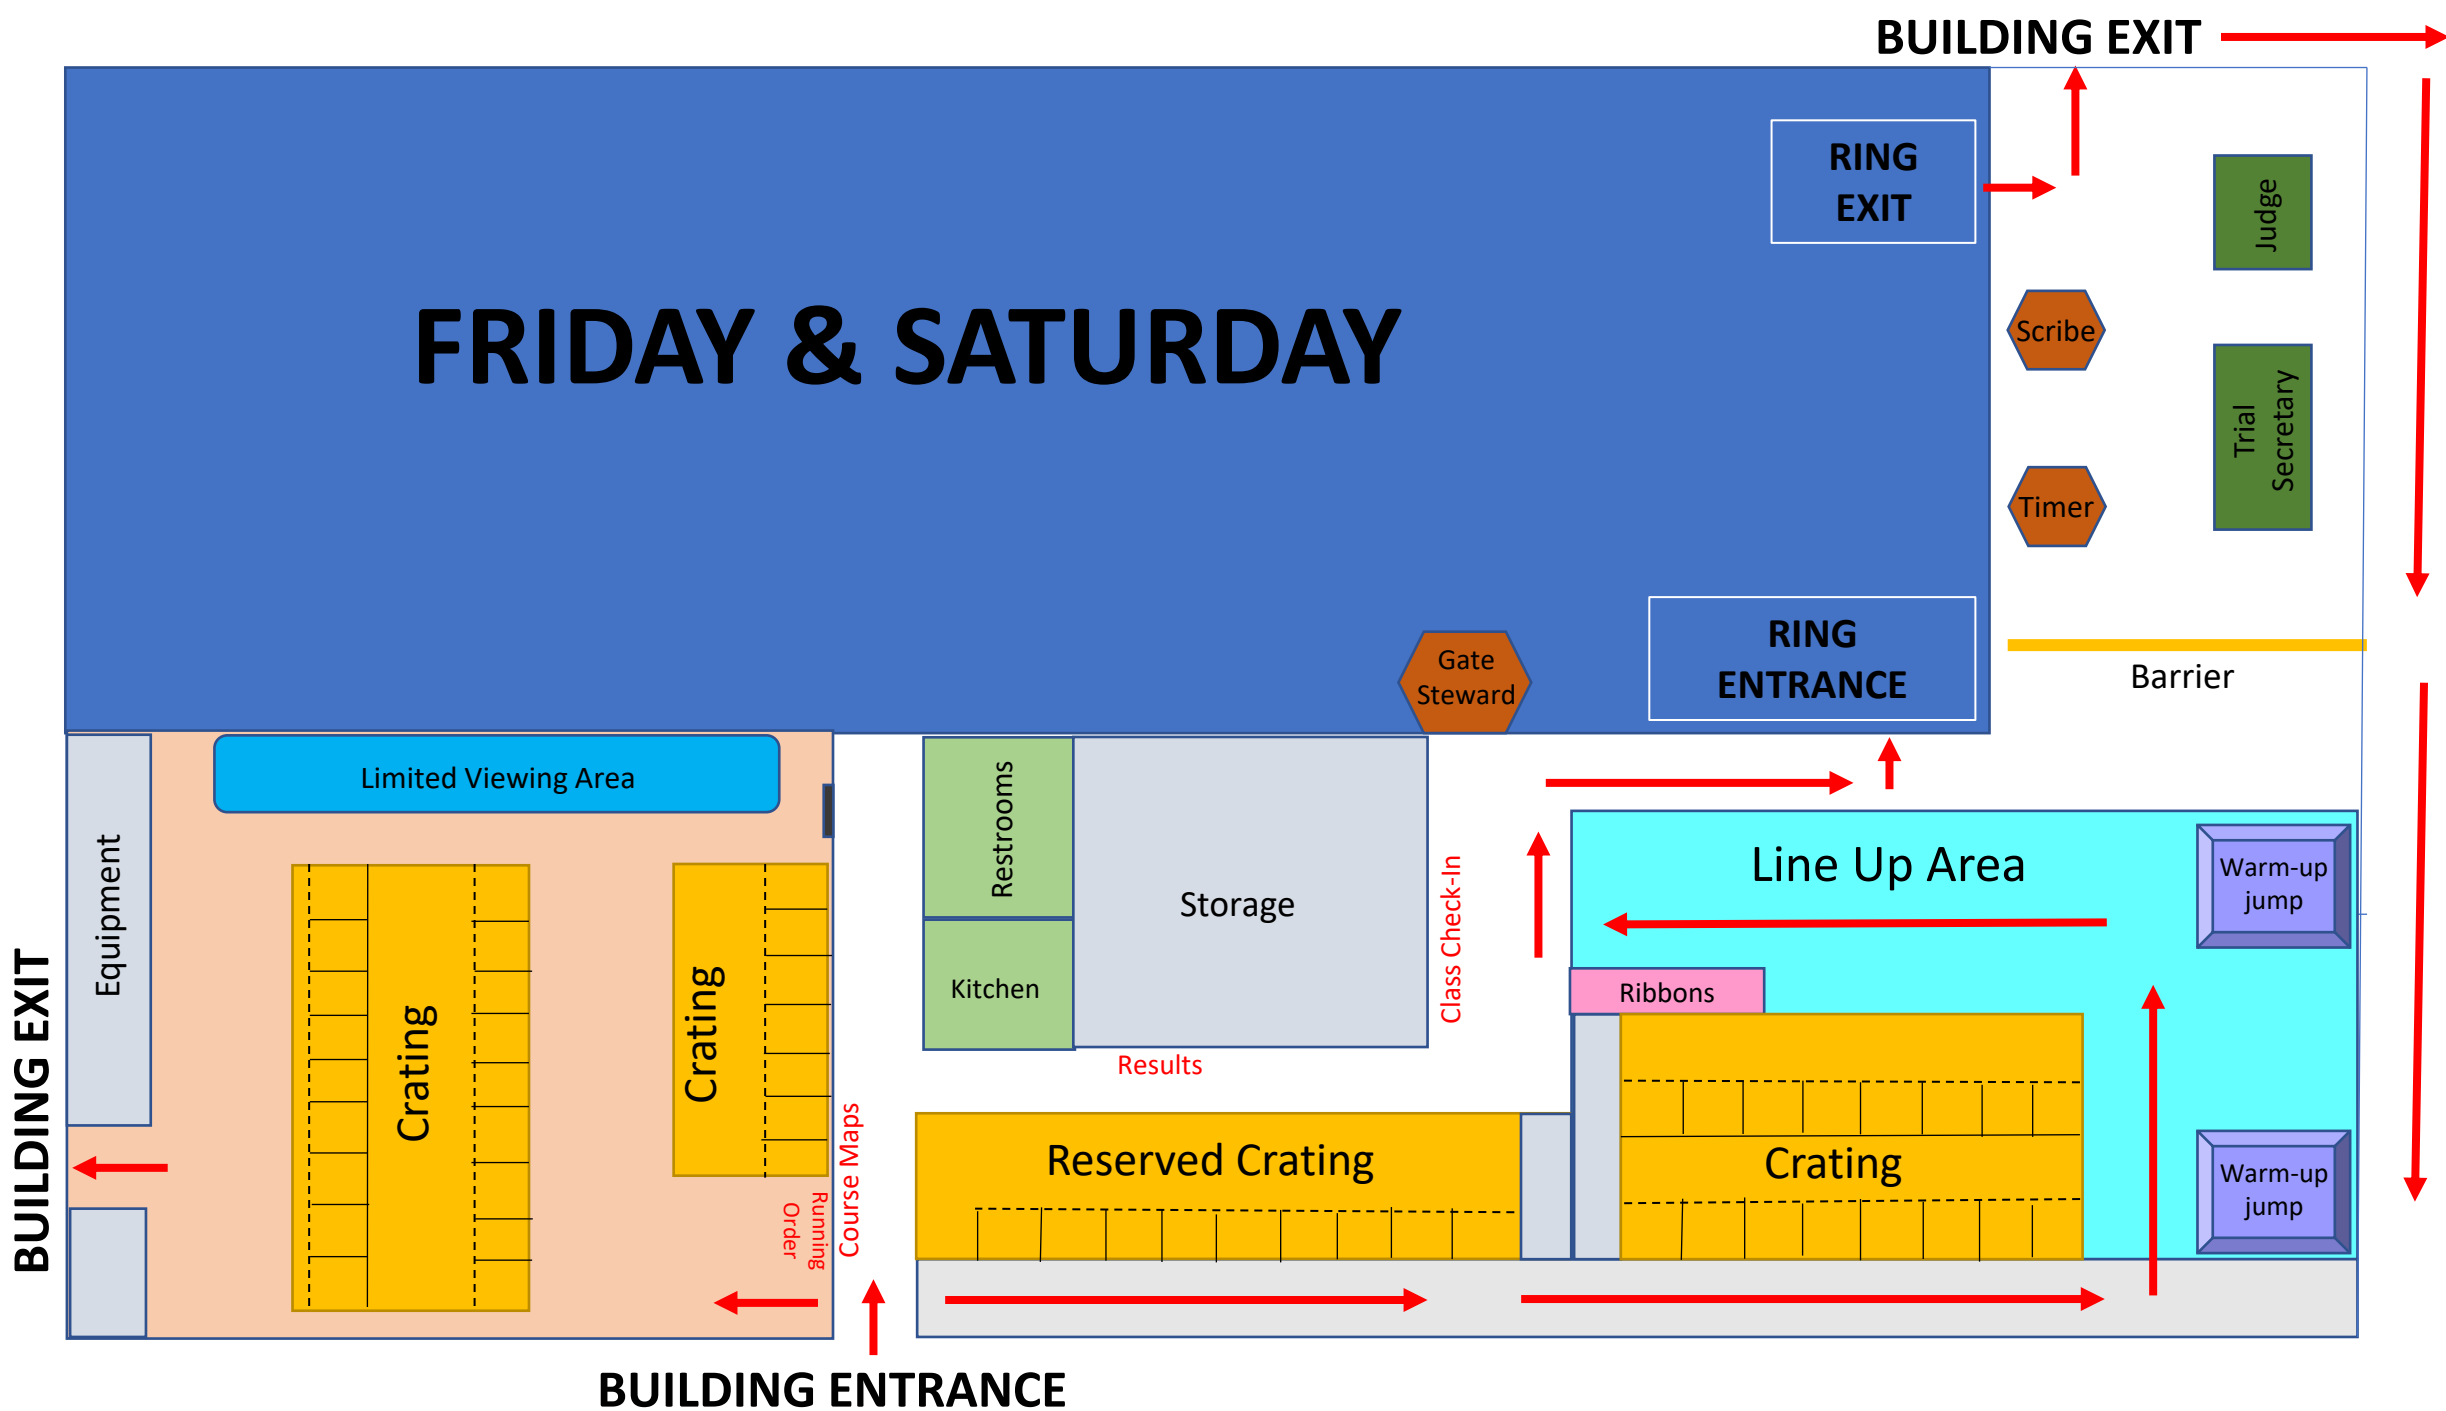 BUILDING EXIT
RING
EXIT
Judge
FRIDAY & SATURDAY
Scribe
Trial
Secretary
Timer
RING
ENTRANCE
Gate
Steward
Barrier
Limited Viewing Area
Equipment
Restrooms
Storage
Kitchen
Class Check-In
Line Up Area
Warm-up
jump
Ribbons
Crating
Crating
Results
Course Maps
Running
Order
Reserved Crating
Crating
Warm-up
jump
BUILDING EXIT
BUILDING ENTRANCE